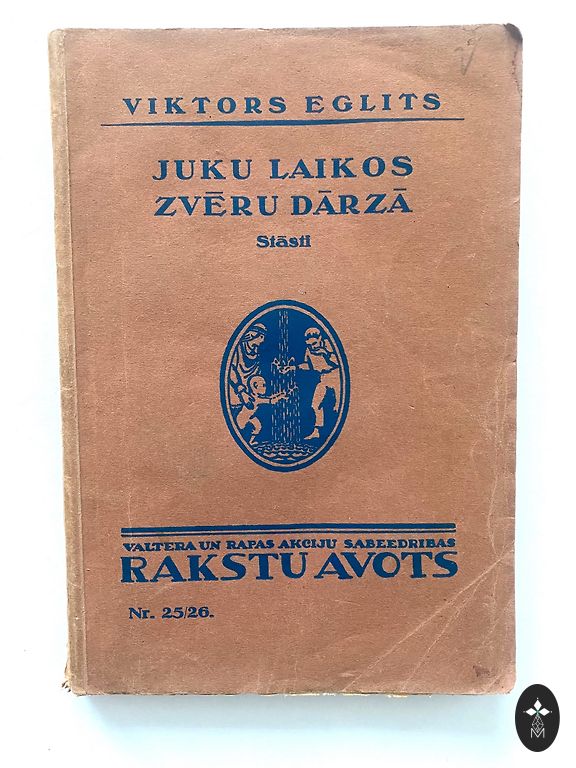 VIKTORS EGLITS
JUKU LAIKOS
ZVĒRU DĀRZĀ
Stāsti
VALTERA UN RAPAS AKCIJU SABEEDRIBAS
RAKSTU AVOTS
Nr. 25/26.
M